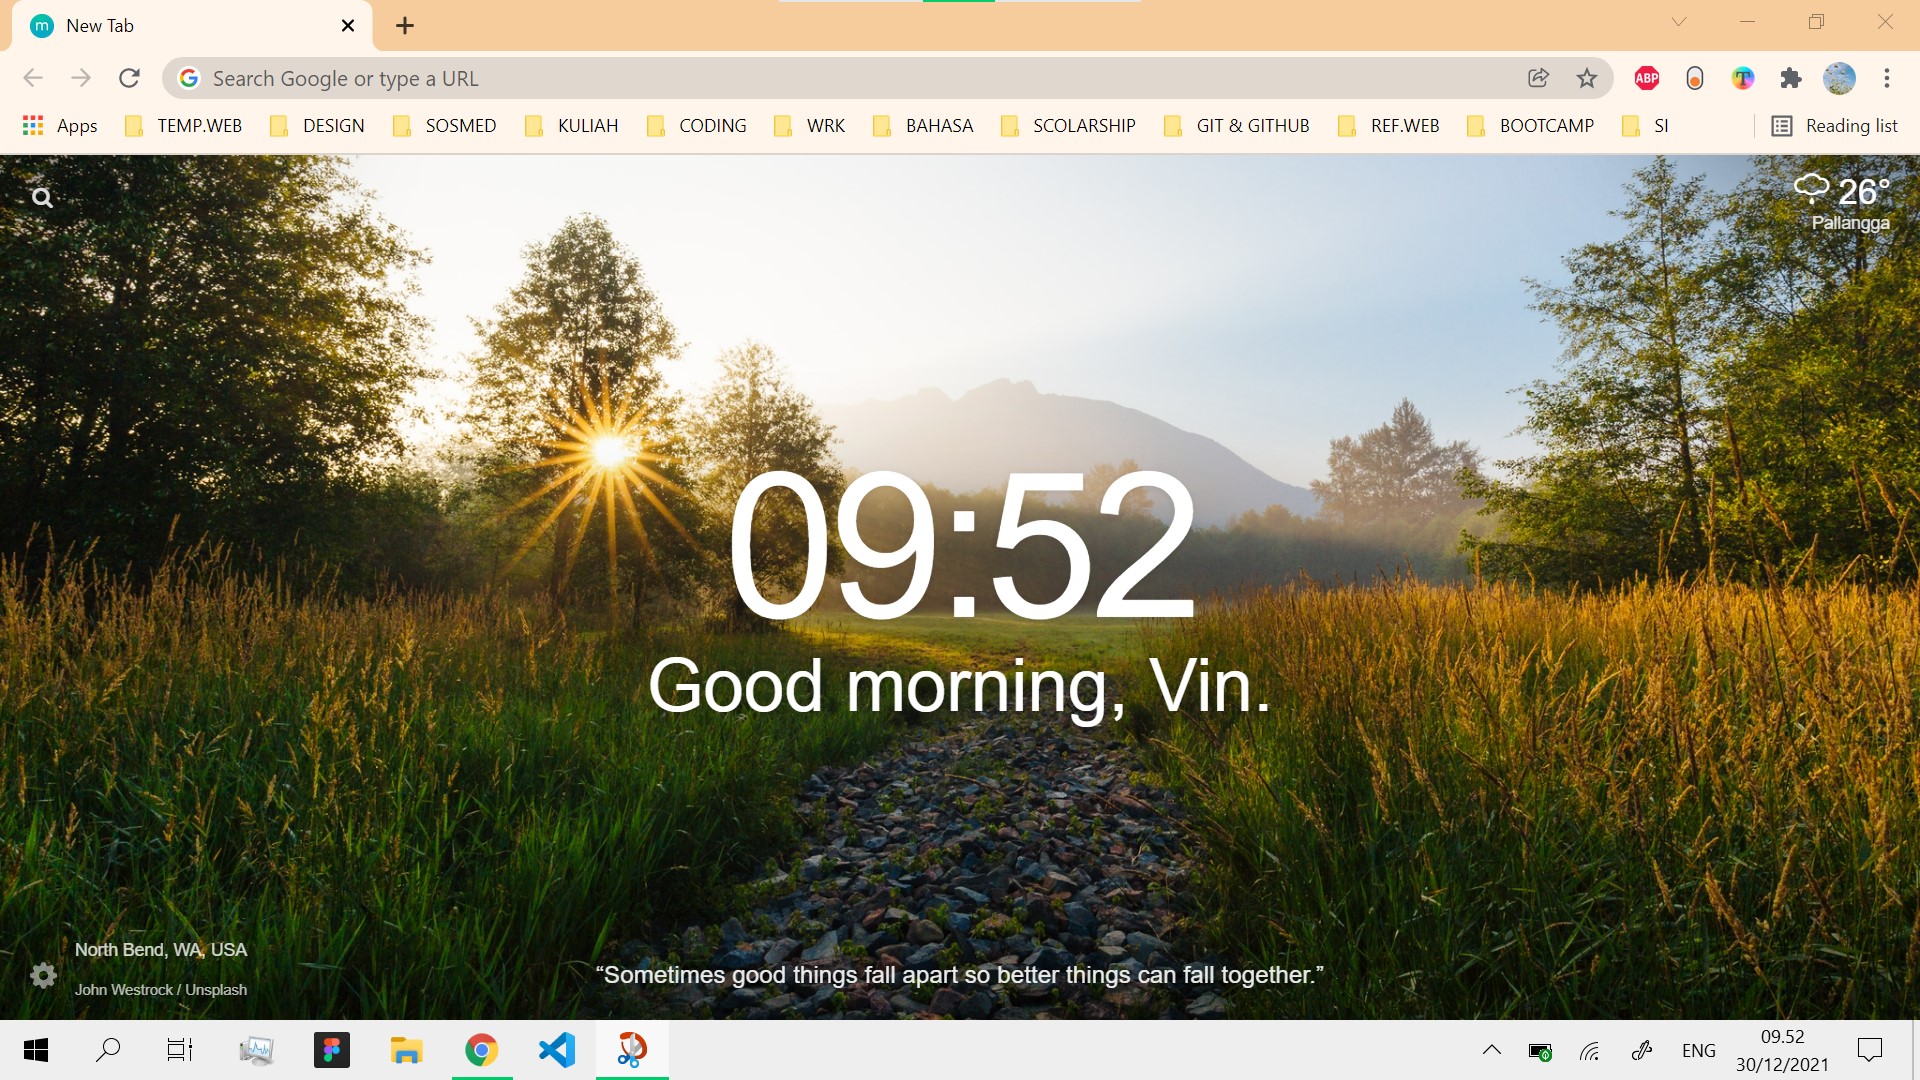 m New Tab
Search Google or type a URL
ABP T
Apps TEMP.WEB DESIGN SOSMED KULIAH CODING WRK BAHASA SCOLARSHIP GIT & GITHUB REF.WEB BOOTCAMP SI Reading list
26°
Pallangga
09:52
Good morning, Vin.
North Bend, WA, USA
“Sometimes good things fall apart so better things can fall together.”
John Westrock / Unsplash
ENG 09.52
30/12/2021